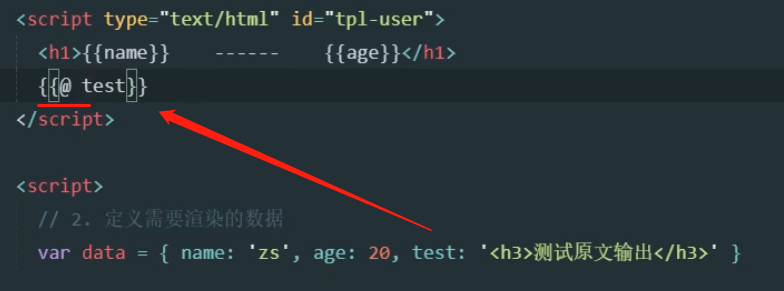 <script type="text/html" id="tpl-user">
<h1>{{name}}    ------    {{age}}</h1>
{{@ test}}
</script>
<script>
// 2. 定义需要渲染的数据
var data = { name: 'zs', age: 20, test: '<h3>测试原文输出</h3>' }